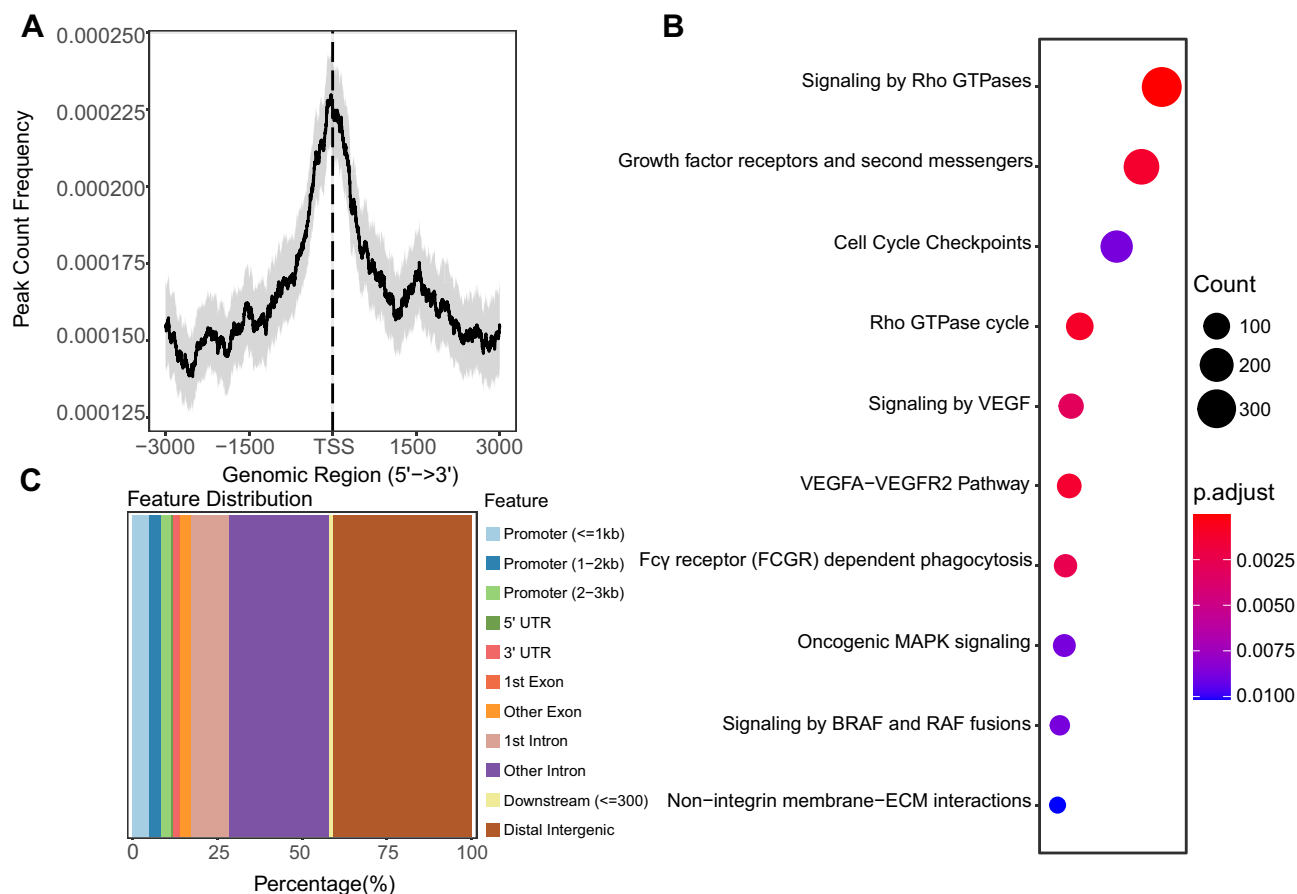 A
0.000250
0.000225
0.000200
0.000175
0.000150
0.000125
Peak Count Frequency
−3000 −1500 TSS 1500 3000
Genomic Region (5'−>3')
B
Signaling by Rho GTPases
Growth factor receptors and second messengers
Cell Cycle Checkpoints
Rho GTPase cycle
Signaling by VEGF
VEGFA−VEGFR2 Pathway
Fcγ receptor (FCGR) dependent phagocytosis
Oncogenic MAPK signaling
Signaling by BRAF and RAF fusions
Non−integrin membrane−ECM interactions
Count
100
200
300
p.adjust
0.0025
0.0050
0.0075
0.0100
C
Feature Distribution
0 25 50 75 100
Percentage(%)
Feature
Promoter (<=1kb)
Promoter (1−2kb)
Promoter (2−3kb)
5' UTR
3' UTR
1st Exon
Other Exon
1st Intron
Other Intron
Downstream (<=300)
Distal Intergenic